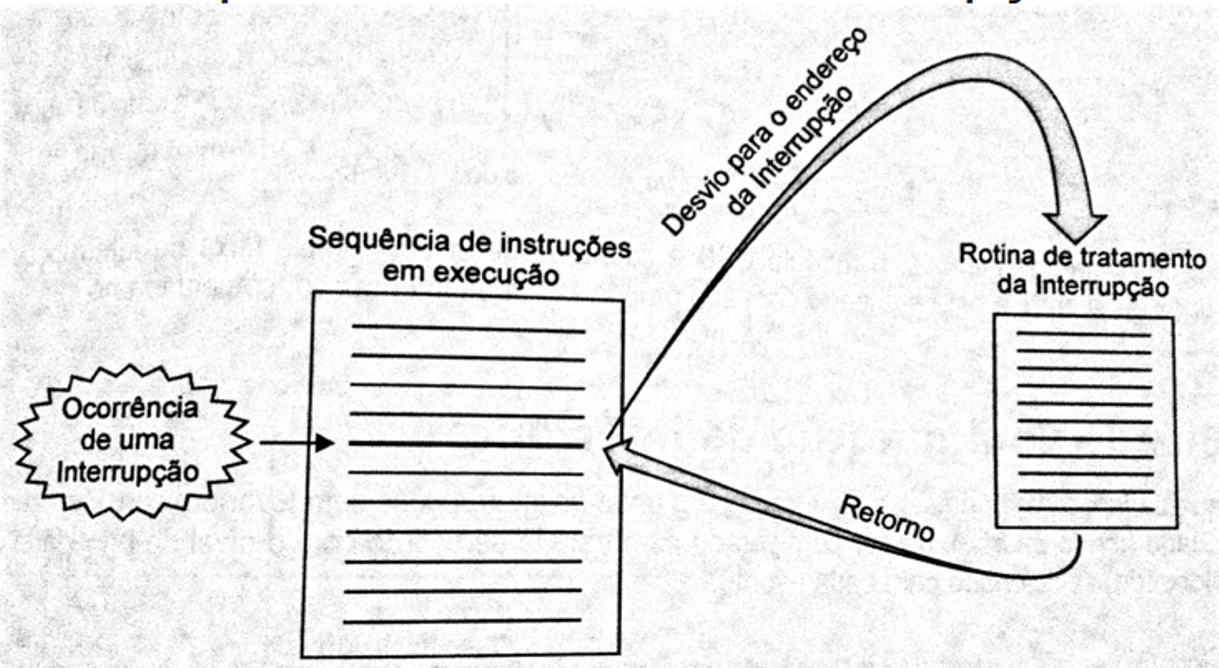 Desvio para o endereço
da Interrupção
Sequência de instruções
em execução
Rotina de tratamento
da Interrupção
Ocorrência
de uma
Interrupção
Retorno